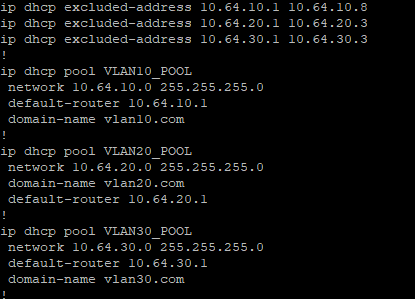 ip dhcp excluded-address 10.64.10.1 10.64.10.8
ip dhcp excluded-address 10.64.20.1 10.64.20.3
ip dhcp excluded-address 10.64.30.1 10.64.30.3
!
ip dhcp pool VLAN10_POOL
 network 10.64.10.0 255.255.255.0
 default-router 10.64.10.1
 domain-name vlan10.com
!
ip dhcp pool VLAN20_POOL
 network 10.64.20.0 255.255.255.0
 domain-name vlan20.com
 default-router 10.64.20.1
!
ip dhcp pool VLAN30_POOL
 network 10.64.30.0 255.255.255.0
 default-router 10.64.30.1
 domain-name vlan30.com
!